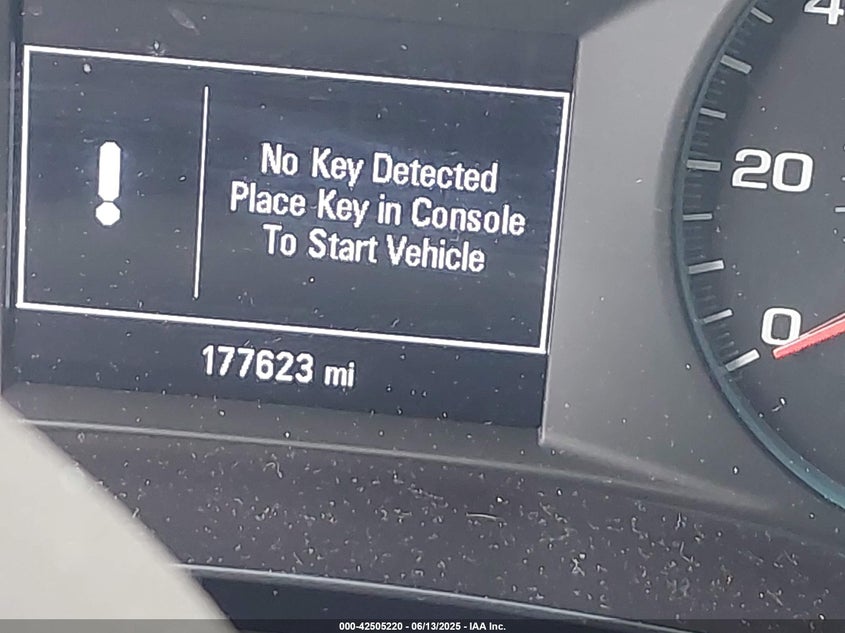 No Key Detected
Place Key in Console
To Start Vehicle
177623 mi
20
0
000-42505220 - 06/13/2025 - IAA Inc.